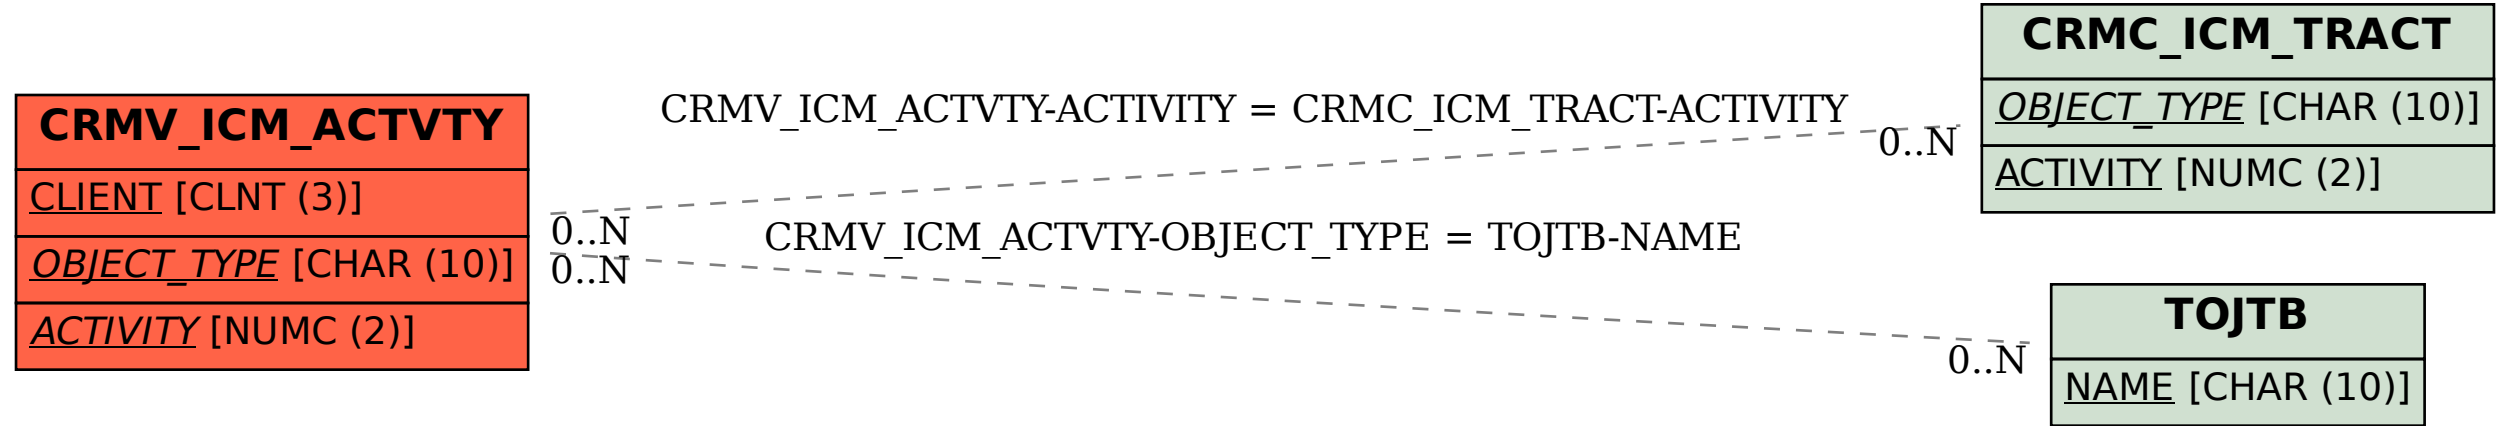 CRMV_ICM_ACTVTY
CLIENT [CLNT (3)]
OBJECT_TYPE [CHAR (10)]
ACTIVITY [NUMC (2)]
CRMV_ICM_ACTVTY-ACTIVITY = CRMC_ICM_TRACT-ACTIVITY
0..N
0..N
CRMV_ICM_ACTVTY-OBJECT_TYPE = TOJTB-NAME
0..N
0..N
CRMC_ICM_TRACT
OBJECT_TYPE [CHAR (10)]
ACTIVITY [NUMC (2)]
TOJTB
NAME [CHAR (10)]